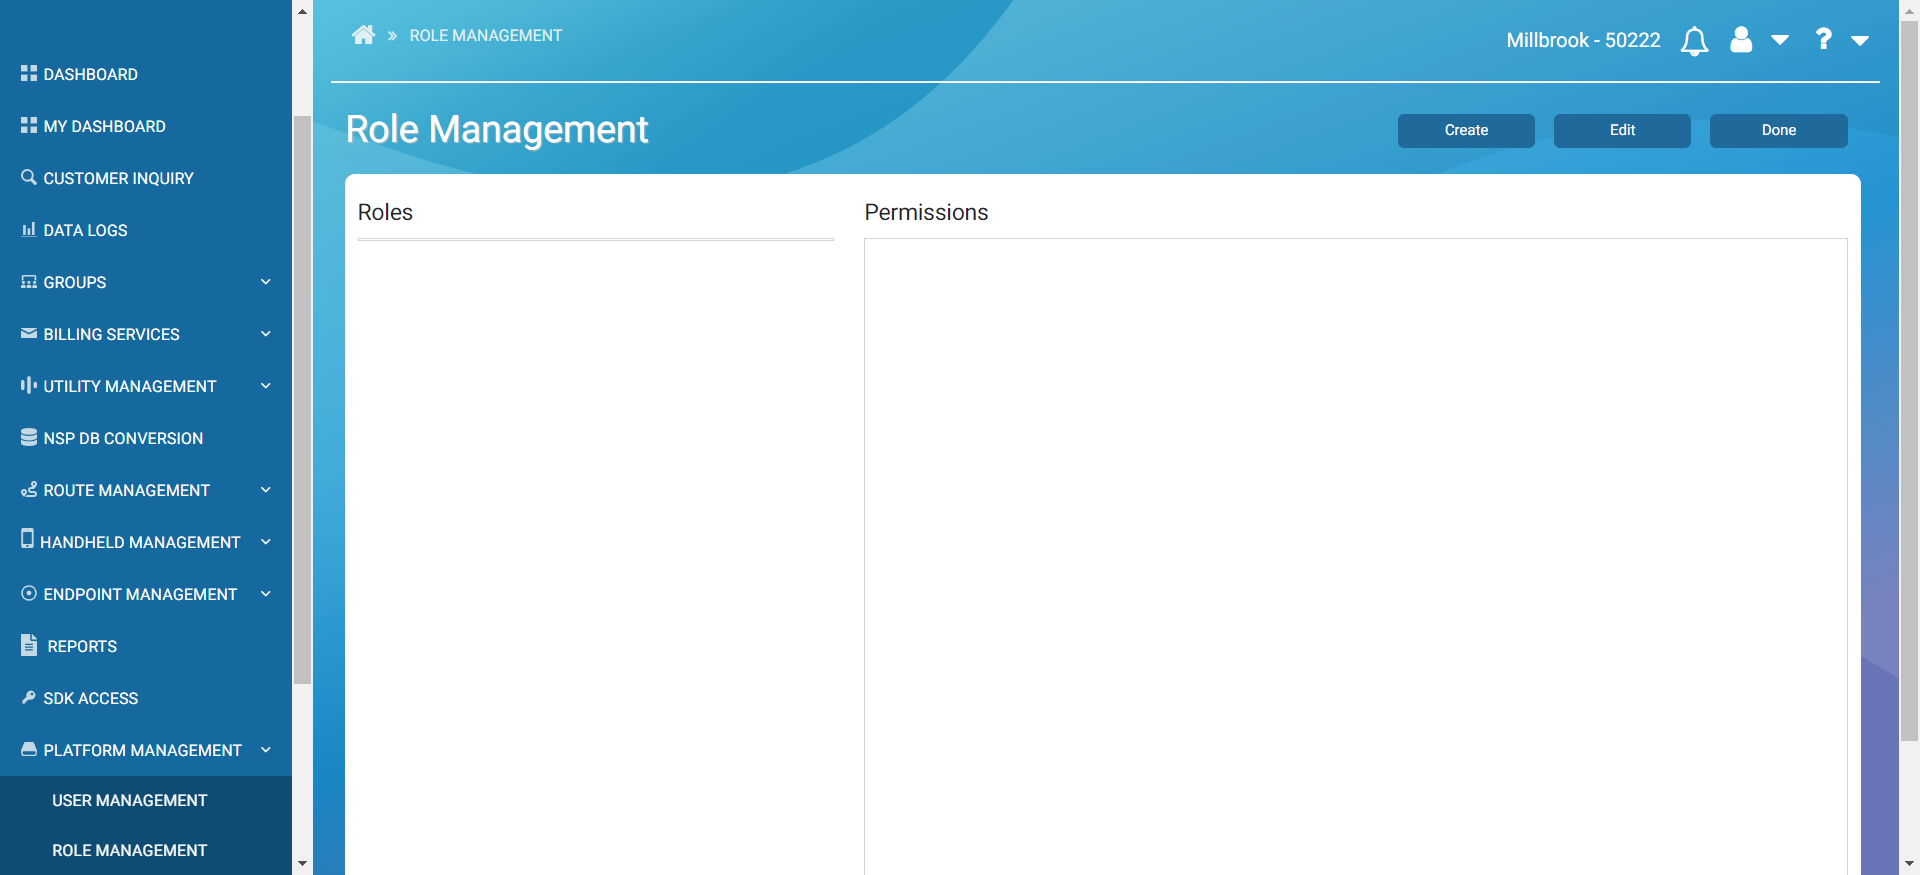 DASHBOARD
MY DASHBOARD
CUSTOMER INQUIRY
DATA LOGS
GROUPS
BILLING SERVICES
UTILITY MANAGEMENT
NSP DB CONVERSION
ROUTE MANAGEMENT
HANDHELD MANAGEMENT
ENDPOINT MANAGEMENT
REPORTS
SDK ACCESS
PLATFORM MANAGEMENT
USER MANAGEMENT
ROLE MANAGEMENT
» ROLE MANAGEMENT
Millbrook - 50222
?
Role Management
Create
Edit
Done
Roles
Permissions